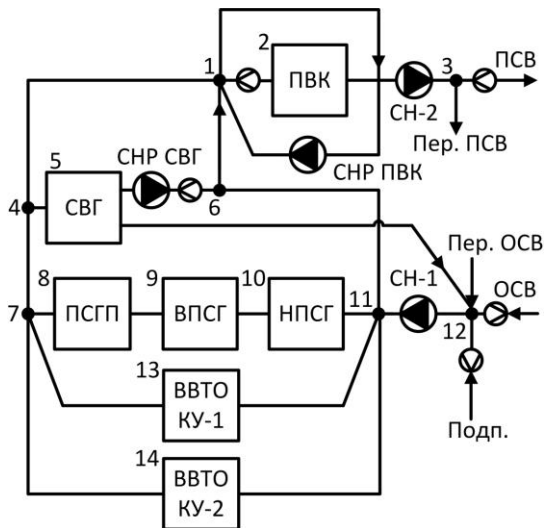 1
2
ПВК
СН-2
3
ПСВ
Пер. ПСВ
СНР ПВК
5
СНР СВГ
4
СВГ
6
Пер. ОСВ
8
ПСГП
9
ВПСГ
10
НПСГ
7
11
СН-1
ОСВ
12
13
ВВТО
КУ-1
Подп.
14
ВВТО
КУ-2